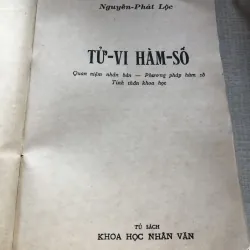 Nguyễn-Phát Lộc
TỬ-VI HÀM-SỐ
Quan niệm nhân bản — Phương pháp hàm số
Tinh thần khoa học
TỦ SÁCH
KHOA HỌC NHÂN VĂN